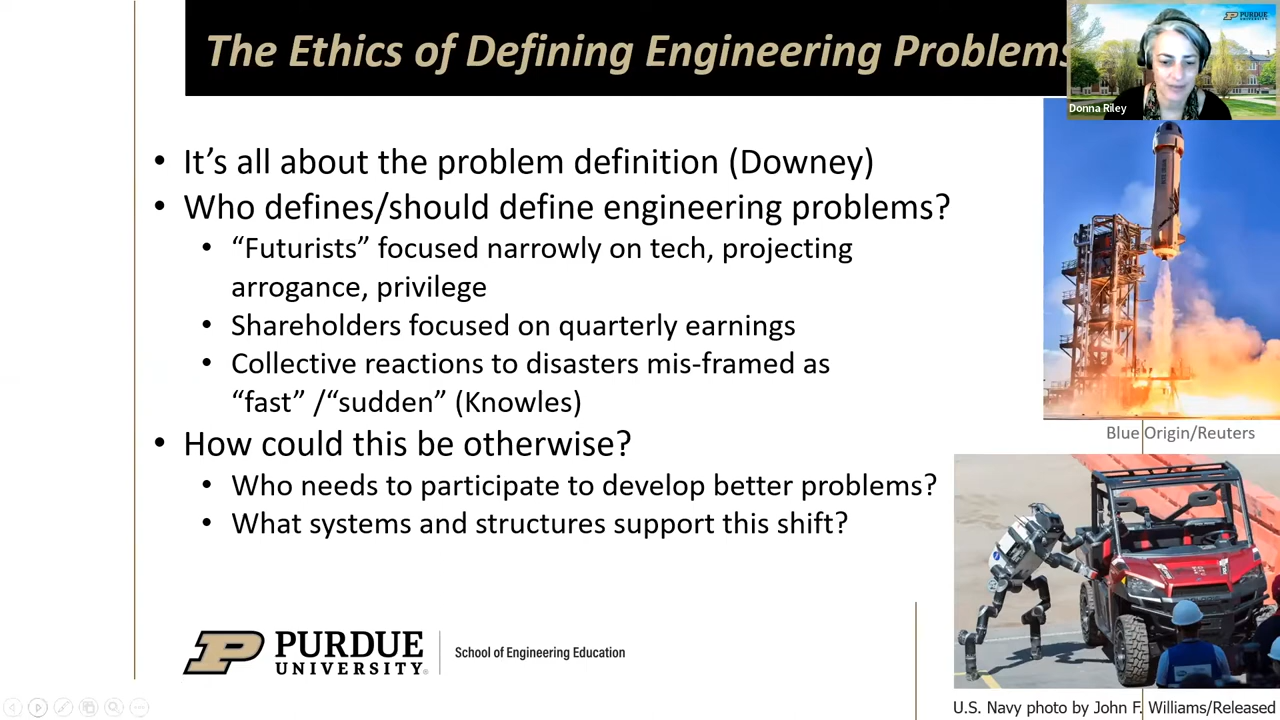 The Ethics of Defining Engineering Problems
PURDUE
UNIVERSITY
Donna Riley
• It’s all about the problem definition (Downey)
• Who defines/should define engineering problems?
• “Futurists” focused narrowly on tech, projecting
arrogance, privilege
• Shareholders focused on quarterly earnings
• Collective reactions to disasters mis-framed as
“fast” /“sudden” (Knowles)
• How could this be otherwise?
• Who needs to participate to develop better problems?
• What systems and structures support this shift?
Blue Origin/Reuters
PURDUE
UNIVERSITY®
School of Engineering Education
U.S. Navy photo by John F. Williams/Released